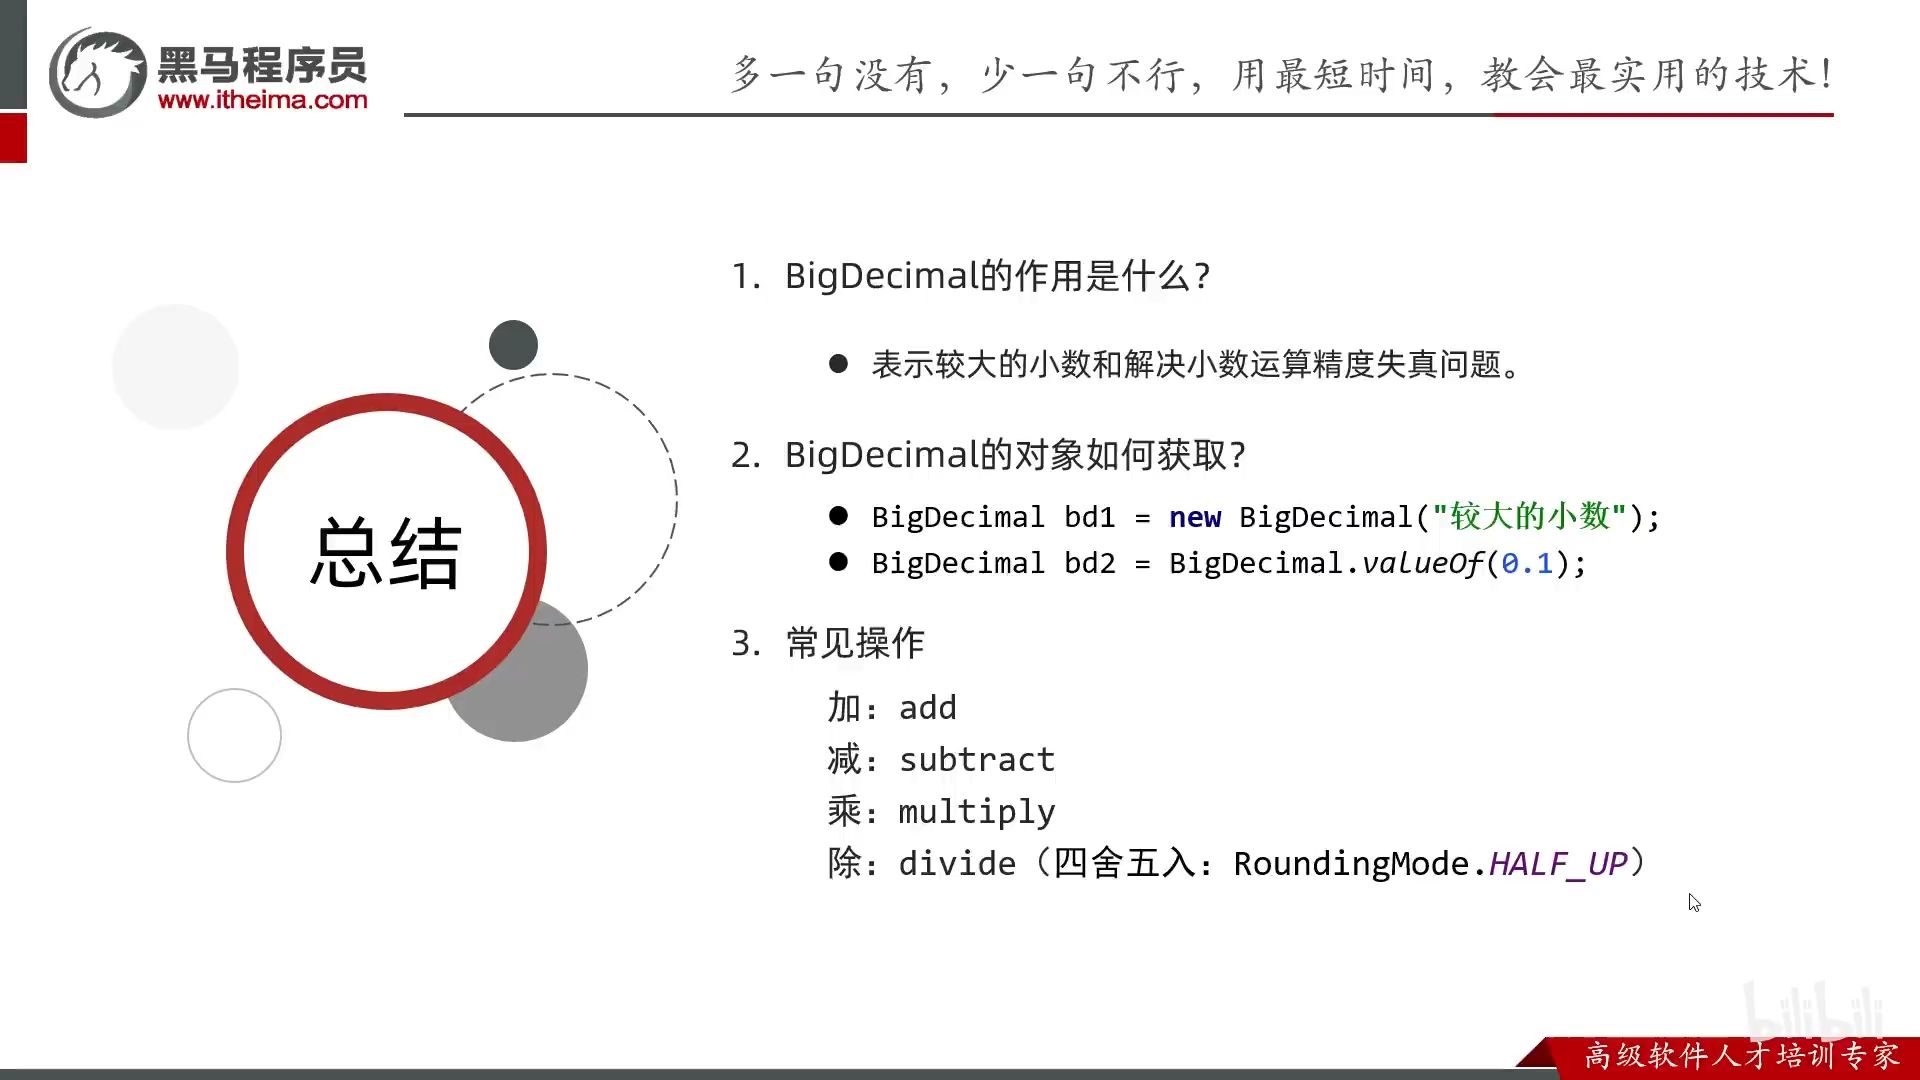 黑马程序员
www.itheima.com
多一句没有，少一句不行，用最短时间，教会最实用的技术！
总结
1. BigDecimal的作用是什么？
● 表示较大的小数和解决小数运算精度失真问题。
2. BigDecimal的对象如何获取？
● BigDecimal bd1 = new BigDecimal("较大的小数");
● BigDecimal bd2 = BigDecimal.valueOf(0.1);
3. 常见操作
加：add
减：subtract
乘：multiply
除：divide（四舍五入：RoundingMode.HALF_UP）
bilibili
高级软件人才培训专家